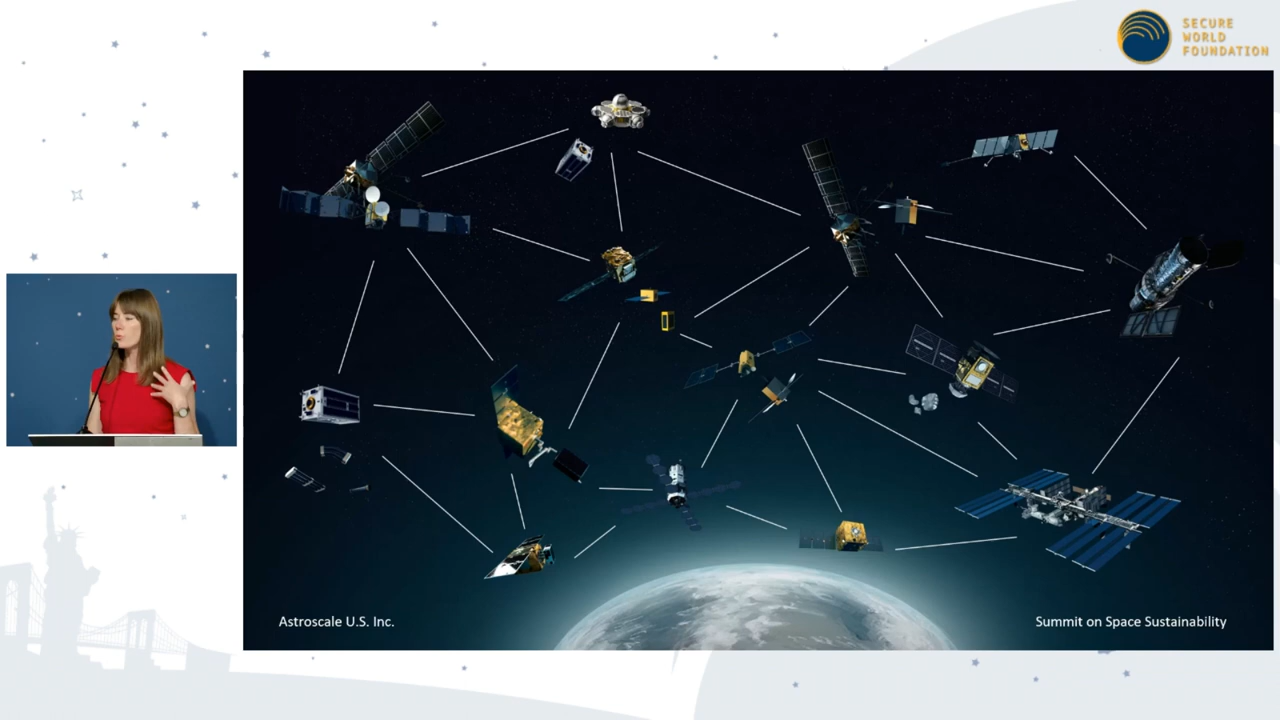 SECURE
WORLD
FOUNDATION
Astroscale U.S. Inc.
Summit on Space Sustainability